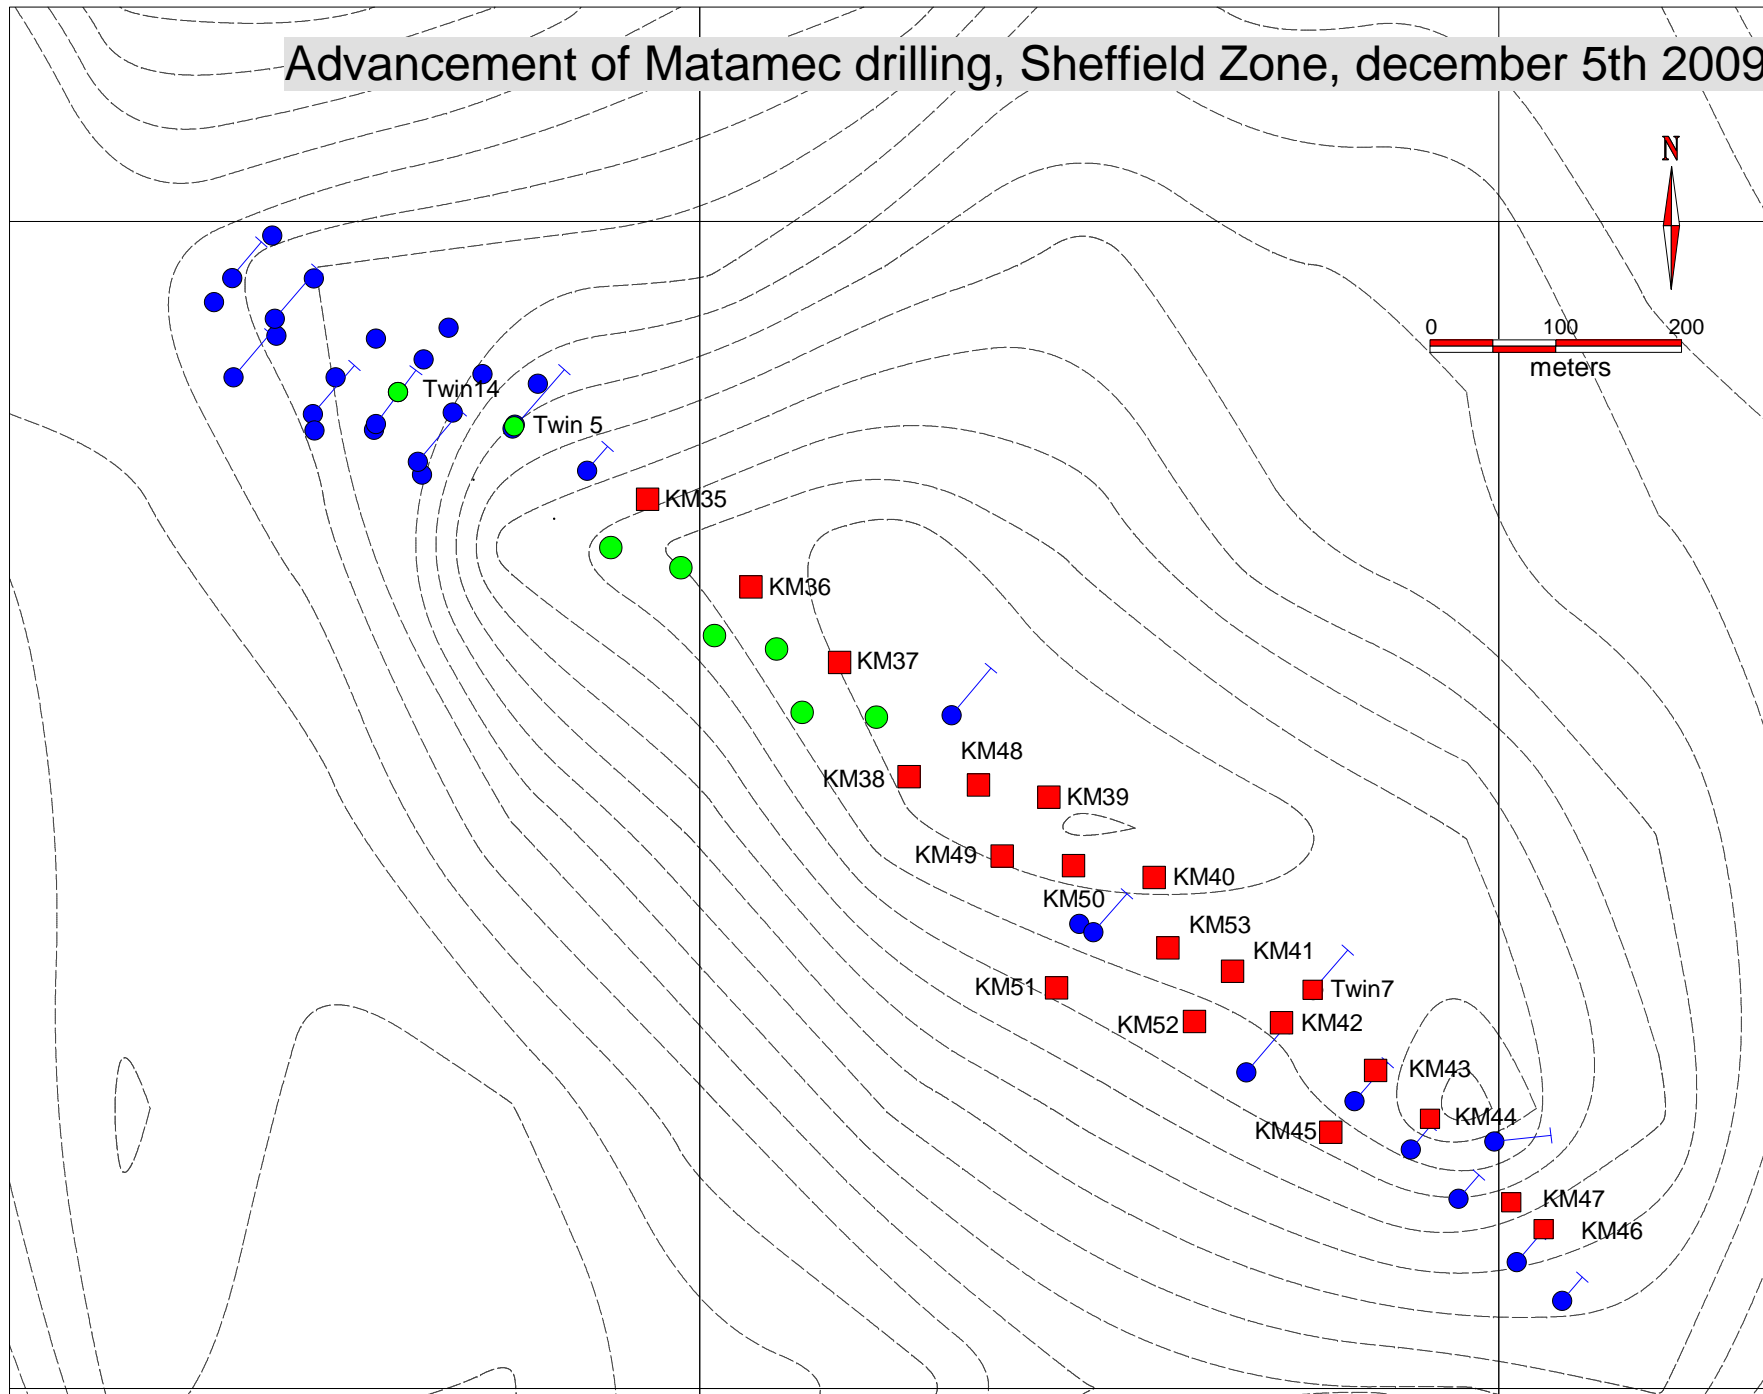 Advancement of Matamec drilling, Sheffield Zone, december 5th 2009
N
0 100 200
meters
Twin14
Twin 5
KM35
KM36
KM37
KM48
KM38
KM39
KM49
KM40
KM50
KM53
KM41
KM51
Twin7
KM52
KM42
KM43
KM44
KM45
KM47
KM46